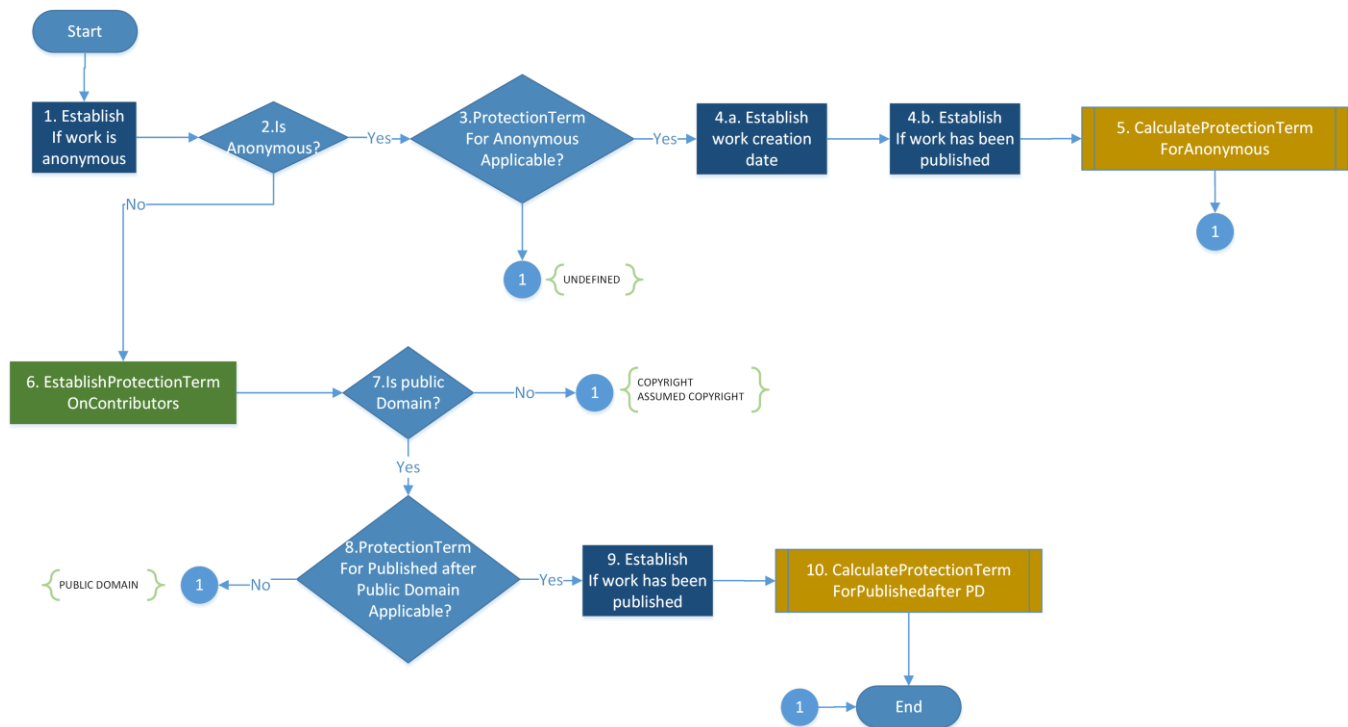 Start
1. Establish
If work is
anonymous
2.Is
Anonymous?
Yes
3.ProtectionTerm
For Anonymous
Applicable?
Yes
4.a. Establish
work creation
date
4.b. Establish
If work has been
published
5. CalculateProtectionTerm
ForAnonymous
1
No
1
UNDEFINED
6. EstablishProtectionTerm
OnContributors
7.Is public
Domain?
No
1
COPYRIGHT
ASSUMED COPYRIGHT
Yes
8.ProtectionTerm
For Published after
Public Domain
Applicable?
No
1
PUBLIC DOMAIN
Yes
9. Establish
If work has been
published
10. CalculateProtectionTerm
ForPublishedafter PD
1
End